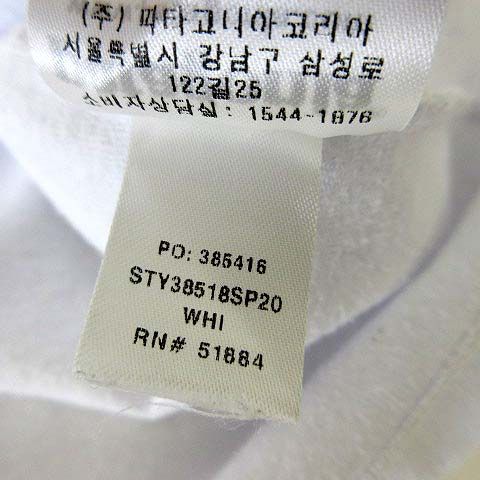 (주) 파타고니아코리아
서울특별시 강남구 삼성로
122길25
소비자상담실 : 1544-1876
PO: 385416
STY38518SP20
WHI
RN# 51884